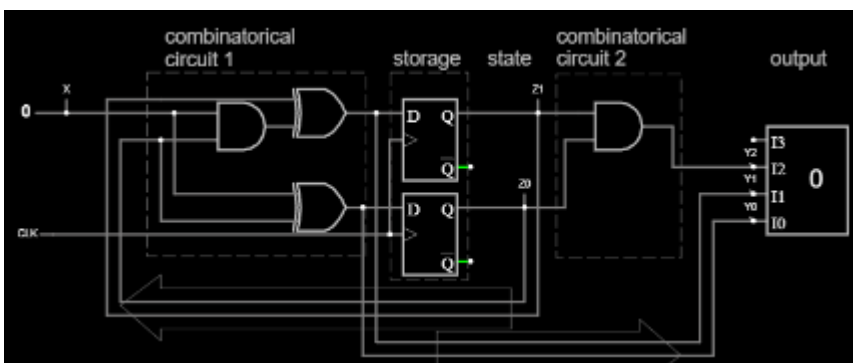 combinatorical
circuit 1
storage
state
combinatorical
circuit 2
output
X
0
D Q
Q
Z1
Z0
D Q
Q
CLK
Y2
Y1
Y0
I3
I2
I1
I0
0